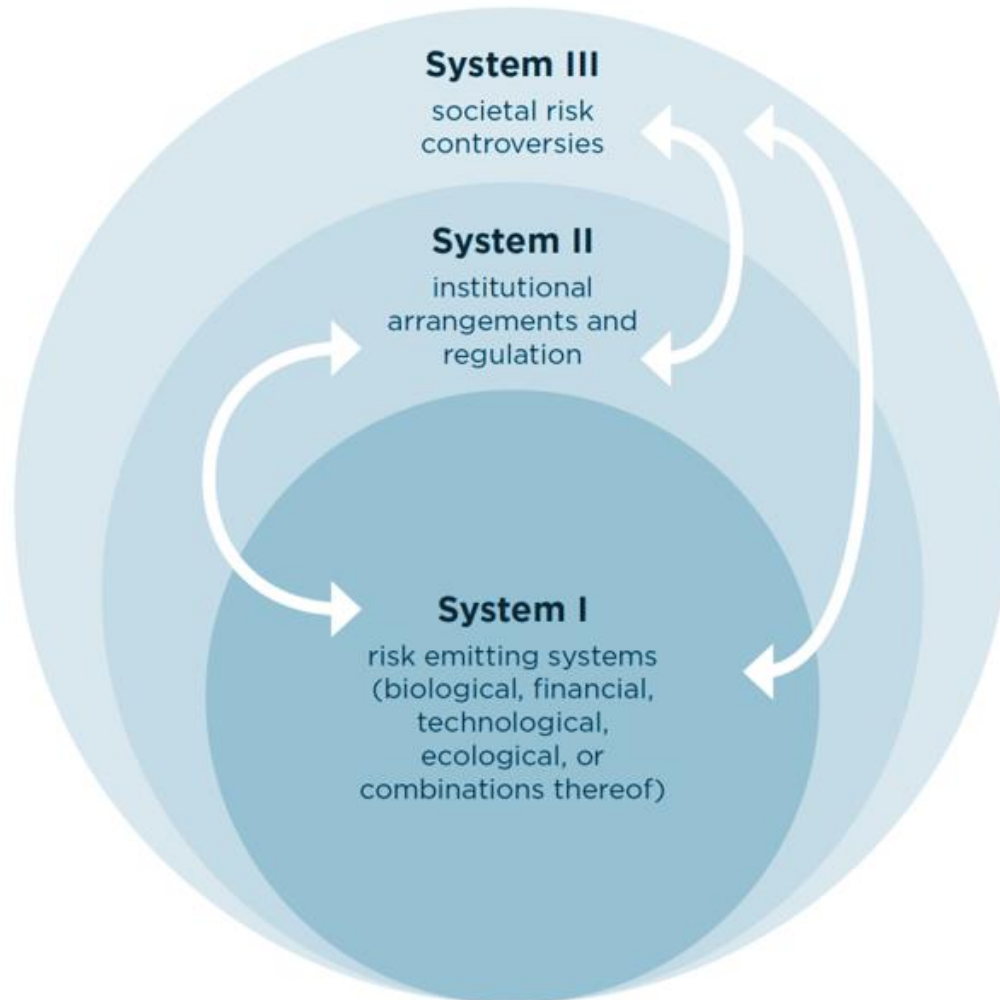 System III
societal risk
controversies
System II
institutional
arrangements and
regulation
System I
risk emitting systems
(biological, financial,
technological,
ecological, or
combinations thereof)